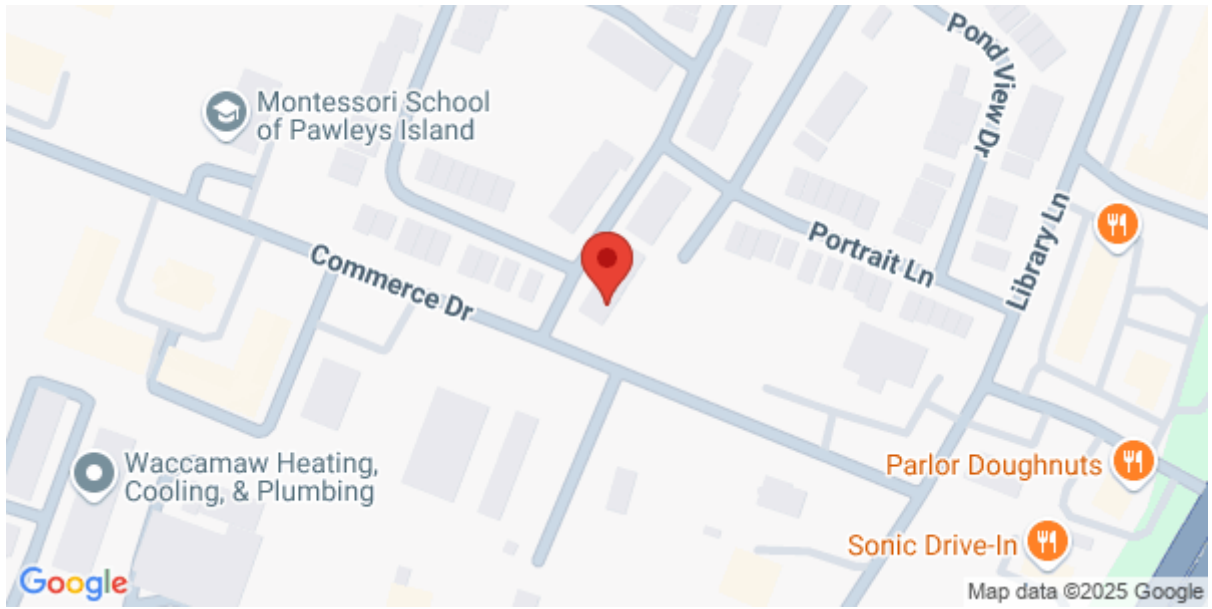 Pond View Dr
Montessori School
of Pawleys Island
Library Ln
Portrait Ln
Commerce Dr
Parlor Doughnuts
Waccamaw Heating,
Cooling, & Plumbing
Sonic Drive-In
Google
Map data ©2025 Google